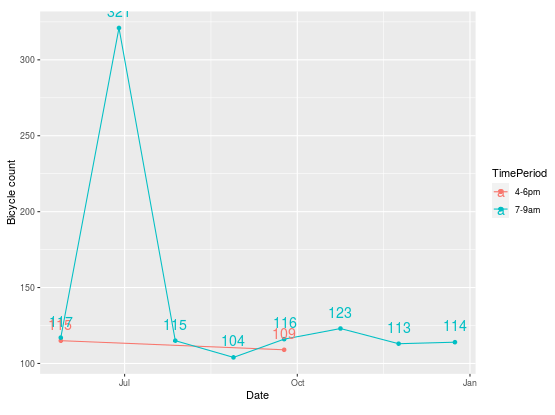 321
300
250
200
150
100
117
115
115
104
116
109
123
113
114
Jul
Oct
Jan
Date
Bicycle count
TimePeriod
a 4-6pm
a 7-9am